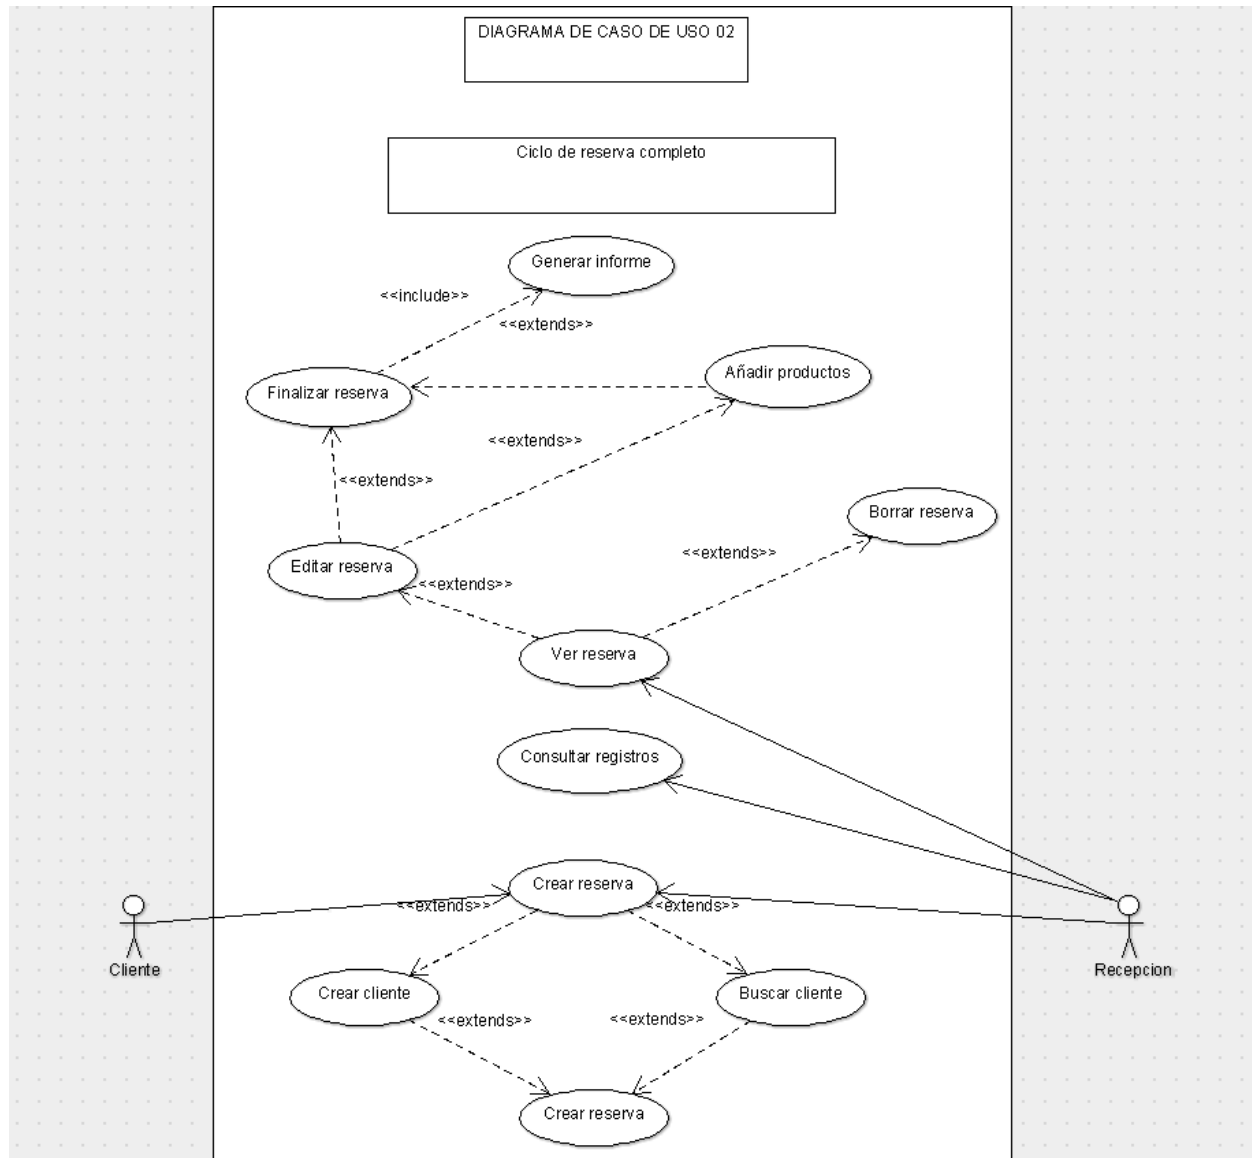 DIAGRAMA DE CASO DE USO 02
Ciclo de reserva completo
Generar informe
<<include>>
<<extends>>
Añadir productos
Finalizar reserva
<<extends>>
<<extends>>
Borrar reserva
<<extends>>
Editar reserva
<<extends>>
Ver reserva
Consultar registros
Crear reserva
<<extends>>
<<extends>>
Cliente
Recepcion
Crear cliente
Buscar cliente
<<extends>>
<<extends>>
Crear reserva